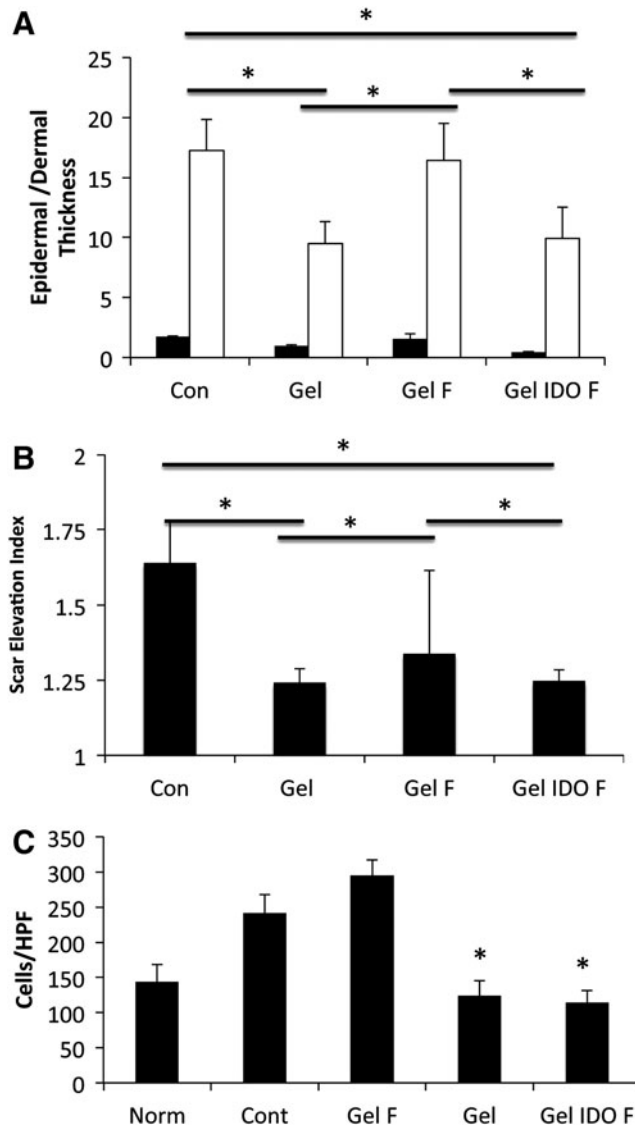 A
*
*
*
*
25
20
15
10
5
0
Epidermal /Dermal
Thickness
Con Gel Gel F Gel IDO F
B
*
*
*
*
2
1.75
1.5
1.25
1
Scar Elevation Index
Con Gel Gel F Gel IDO F
C
350
300
250
200
150
100
50
0
Cells/HPF
*
*
Norm Cont Gel F Gel Gel IDO F